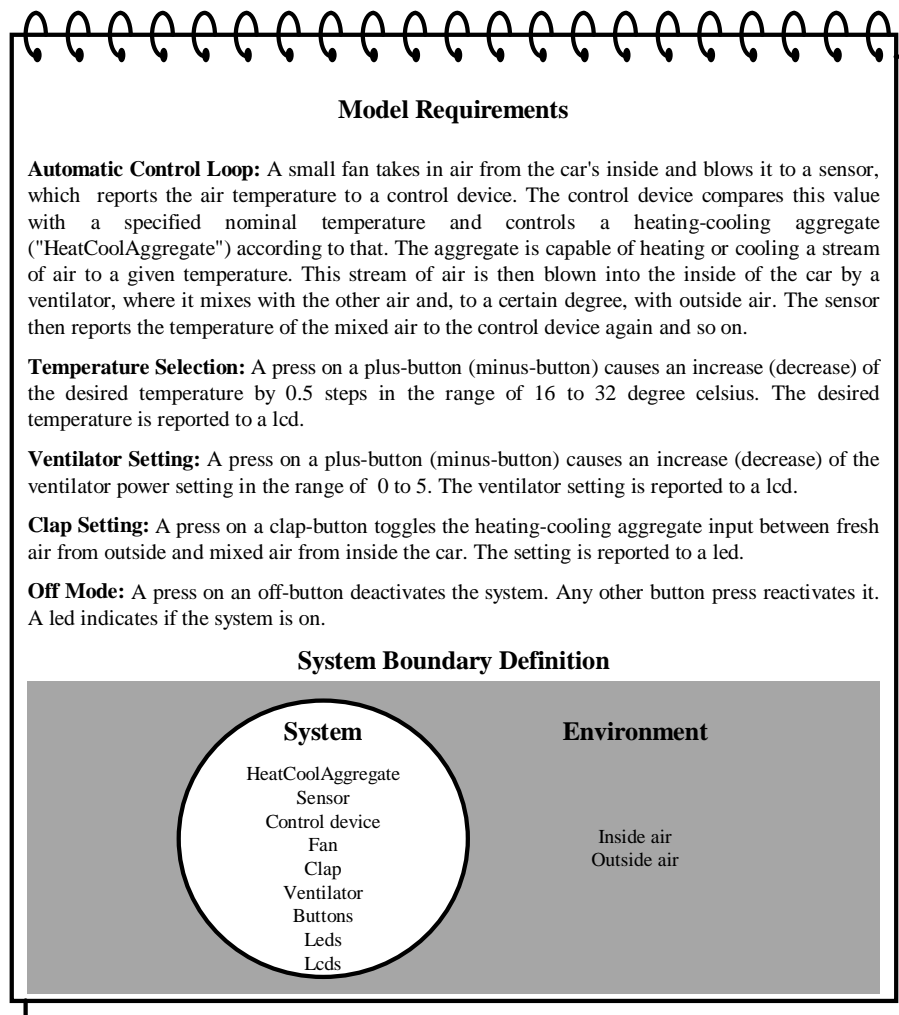 Model Requirements
Automatic Control Loop: A small fan takes in air from the car's inside and blows it to a sensor,
which reports the air temperature to a control device. The control device compares this value
with a specified nominal temperature and controls a heating-cooling aggregate
("HeatCoolAggregate") according to that. The aggregate is capable of heating or cooling a stream
of air to a given temperature. This stream of air is then blown into the inside of the car by a
ventilator, where it mixes with the other air and, to a certain degree, with outside air. The sensor
then reports the temperature of the mixed air to the control device again and so on.
Temperature Selection: A press on a plus-button (minus-button) causes an increase (decrease) of
the desired temperature by 0.5 steps in the range of 16 to 32 degree celsius. The desired
temperature is reported to a lcd.
Ventilator Setting: A press on a plus-button (minus-button) causes an increase (decrease) of the
ventilator power setting in the range of 0 to 5. The ventilator setting is reported to a lcd.
Clap Setting: A press on a clap-button toggles the heating-cooling aggregate input between fresh
air from outside and mixed air from inside the car. The setting is reported to a led.
Off Mode: A press on an off-button deactivates the system. Any other button press reactivates it.
A led indicates if the system is on.
System Boundary Definition
System
HeatCoolAggregate
Sensor
Control device
Fan
Clap
Ventilator
Buttons
Leds
Lcds
Environment
Inside air
Outside air